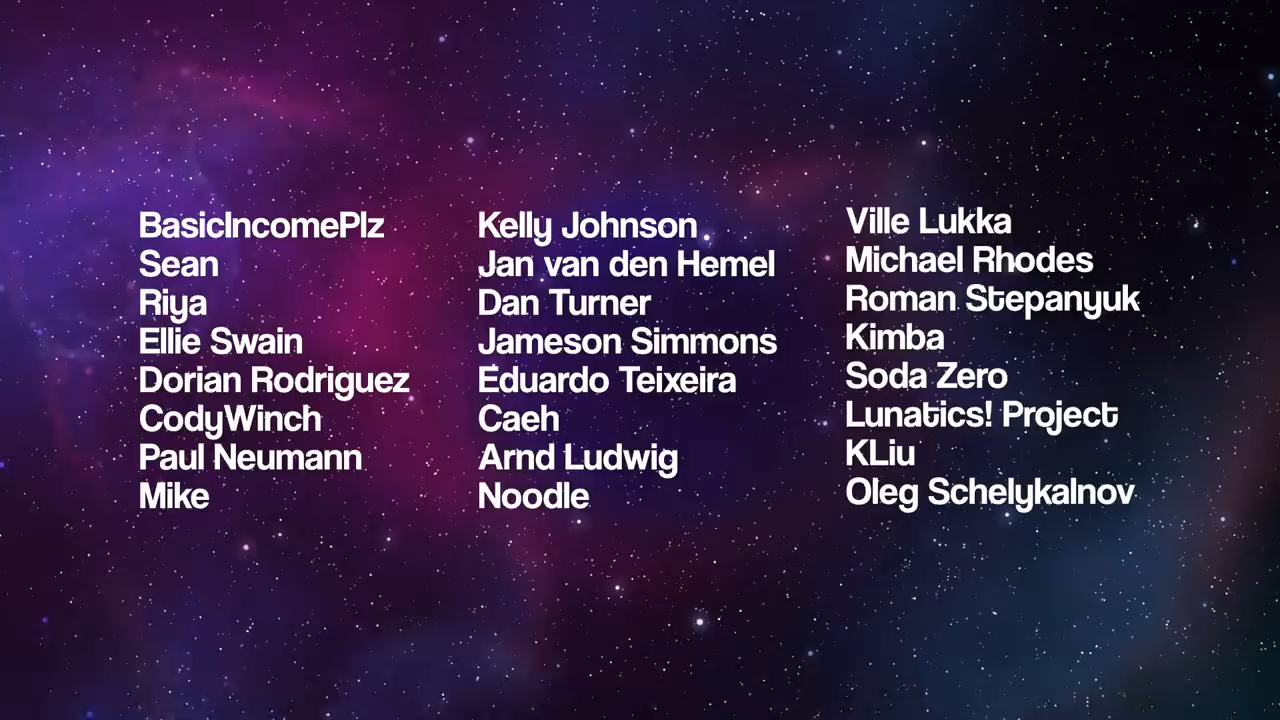 BasicIncomePlz
Sean
Riya
Ellie Swain
Dorian Rodriguez
CodyWinch
Paul Neumann
Mike
Kelly Johnson
Jan van den Hemel
Dan Turner
Jameson Simmons
Eduardo Teixeira
Caeh
Arnd Ludwig
Noodle
Ville Lukka
Michael Rhodes
Roman Stepanyuk
Kimba
Soda Zero
Lunatics! Project
KLiu
Oleg Schelykalnov